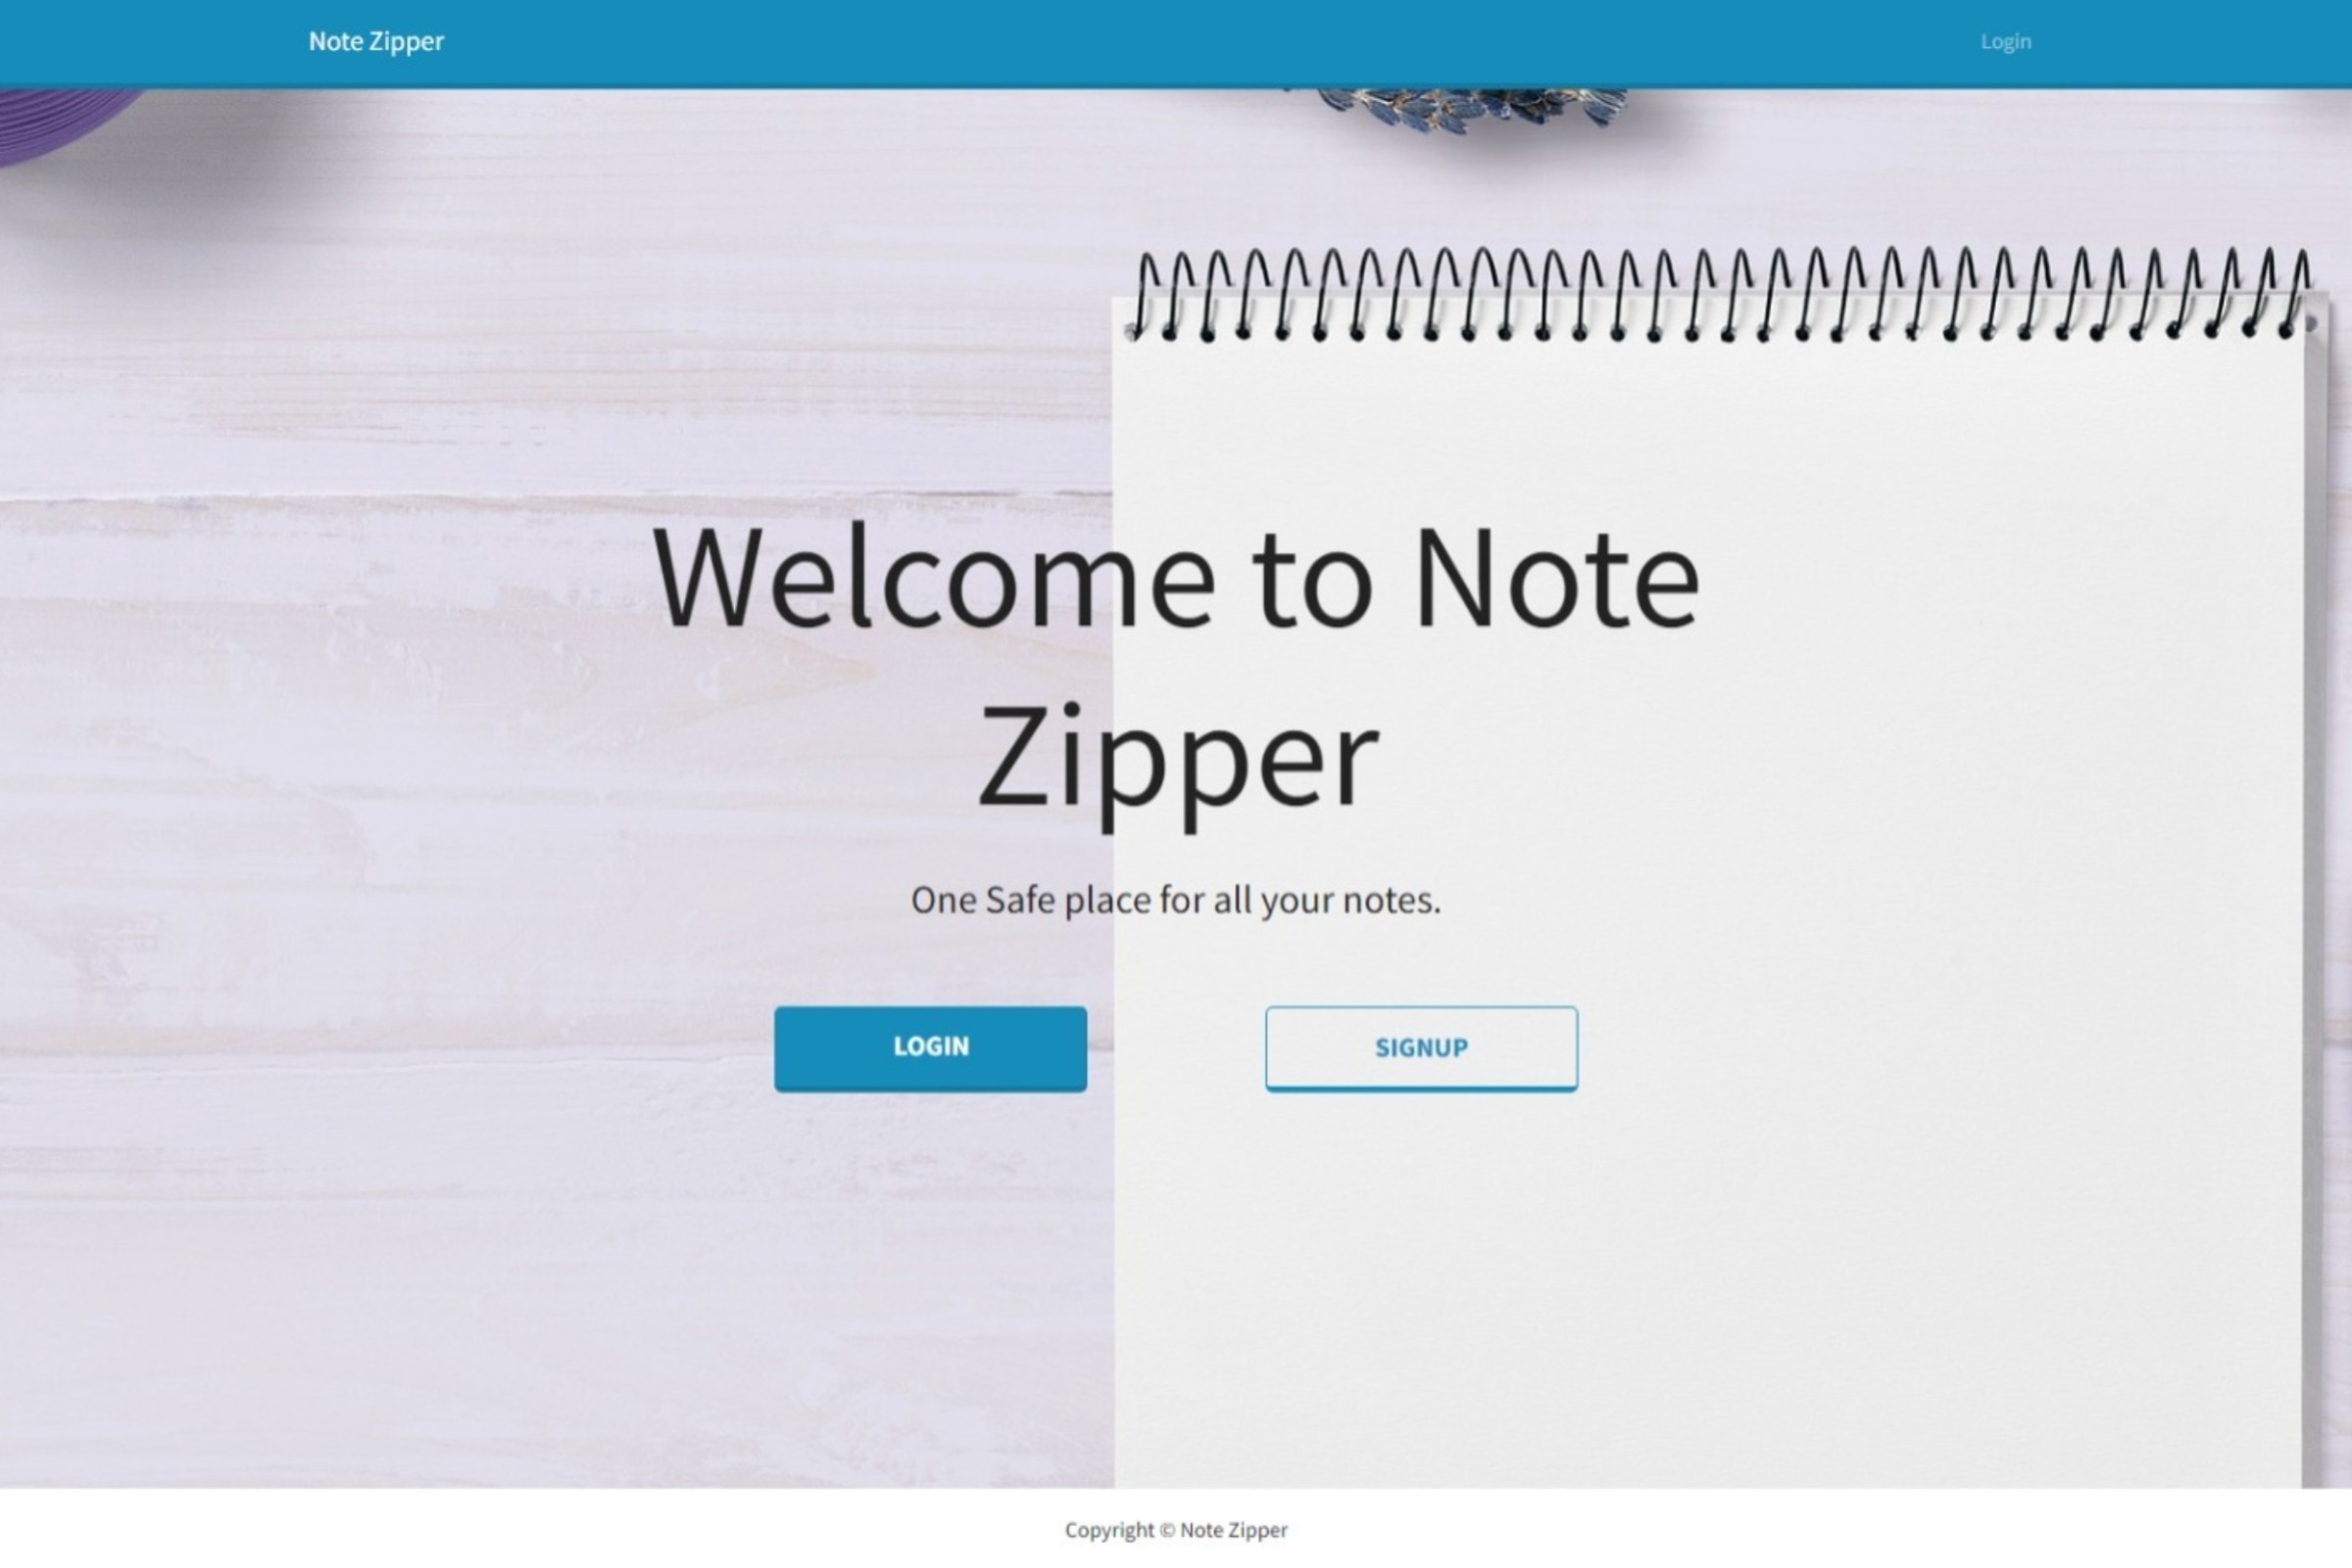 Note Zipper
Login
Welcome to Note
Zipper
One Safe place for all your notes.
LOGIN
SIGNUP
Copyright © Note Zipper